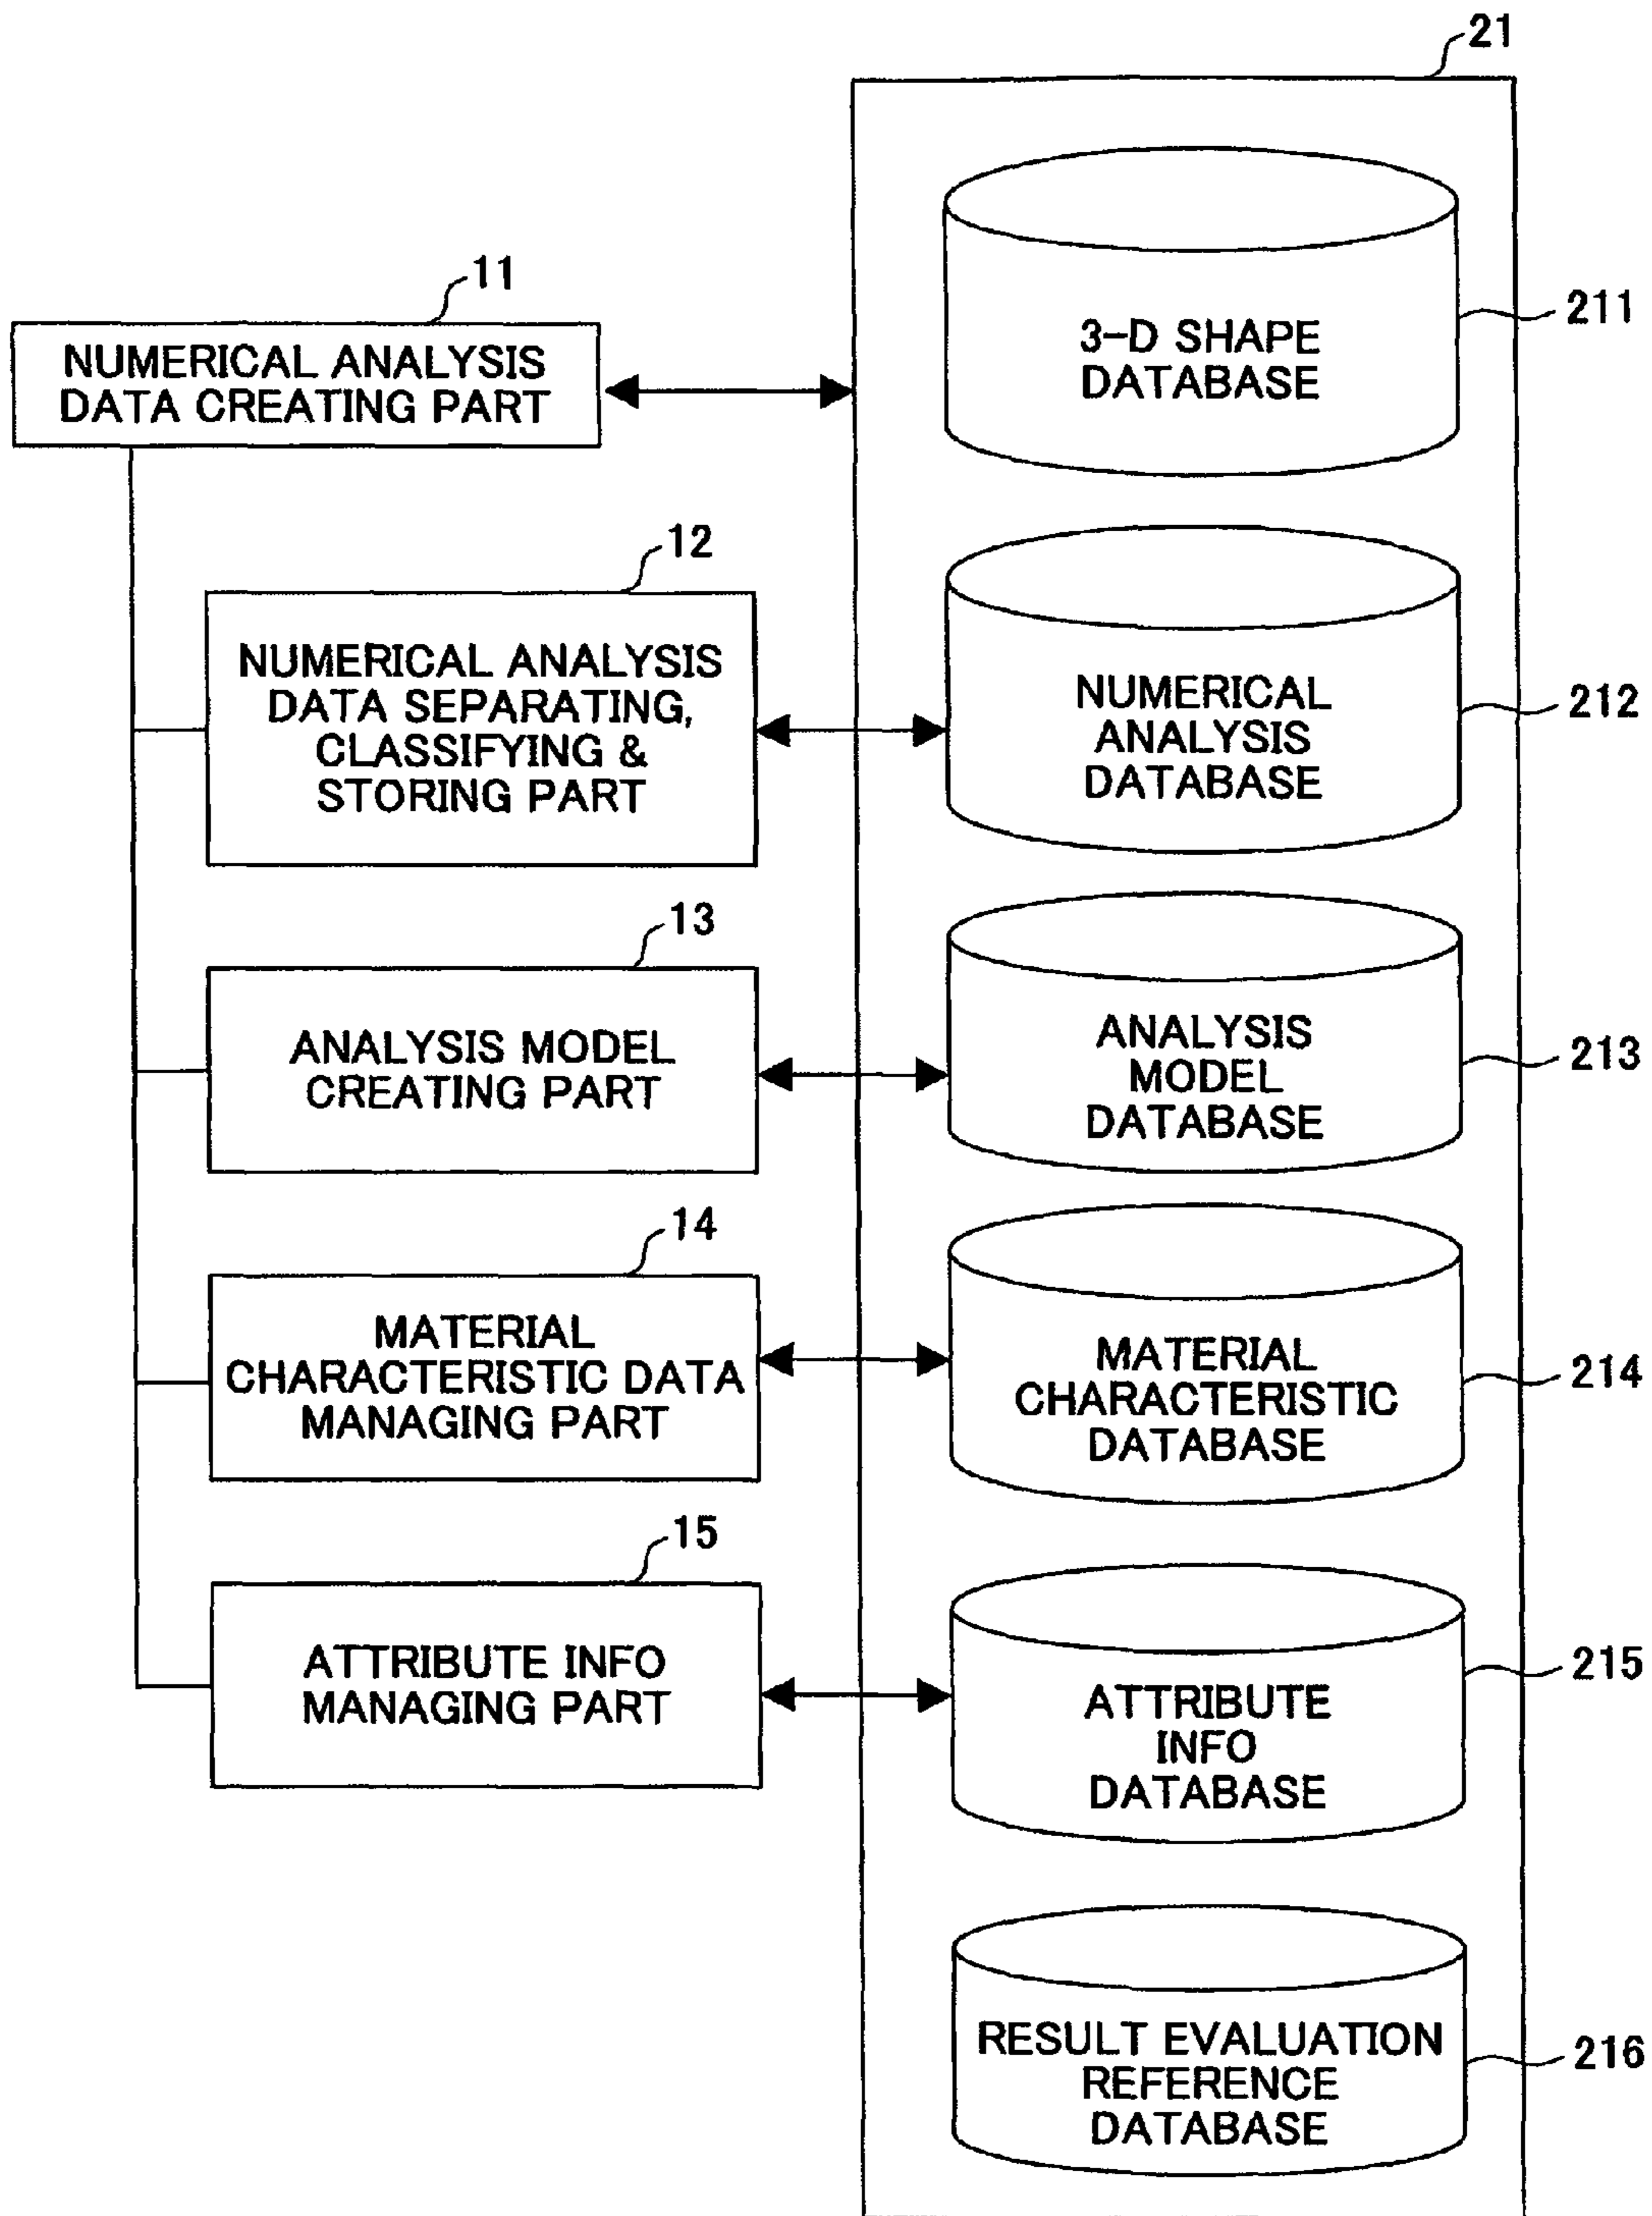 21
211
3-D SHAPE
DATABASE
11
NUMERICAL ANALYSIS
DATA CREATING PART
12
NUMERICAL ANALYSIS
DATA SEPARATING,
CLASSIFYING &
STORING PART
212
NUMERICAL
ANALYSIS
DATABASE
13
ANALYSIS MODEL
CREATING PART
213
ANALYSIS
MODEL
DATABASE
14
MATERIAL
CHARACTERISTIC DATA
MANAGING PART
214
MATERIAL
CHARACTERISTIC
DATABASE
15
ATTRIBUTE INFO
MANAGING PART
215
ATTRIBUTE
INFO
DATABASE
216
RESULT EVALUATION
REFERENCE
DATABASE